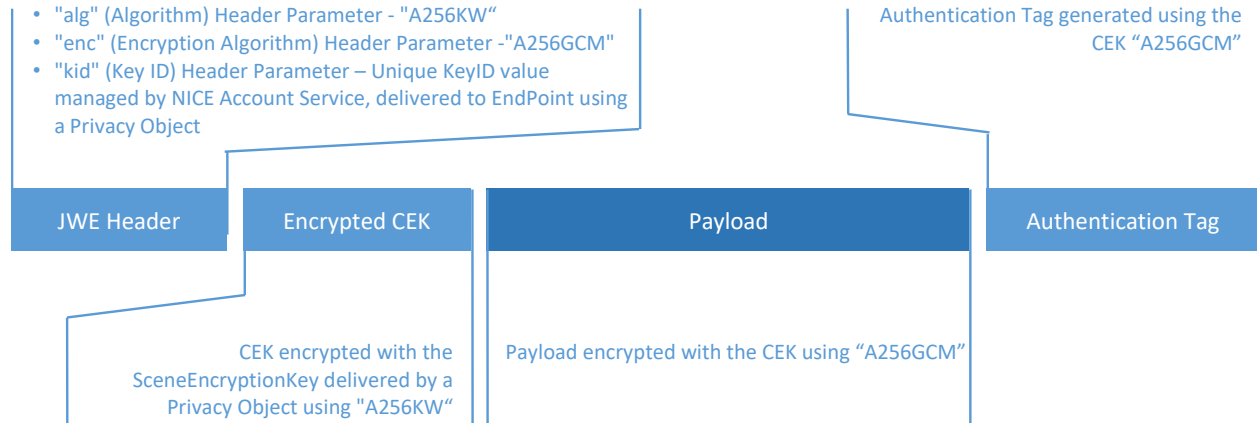 • "alg" (Algorithm) Header Parameter - "A256KW“
• "enc" (Encryption Algorithm) Header Parameter -"A256GCM"
• "kid" (Key ID) Header Parameter – Unique KeyID value
managed by NICE Account Service, delivered to EndPoint using
a Privacy Object
Authentication Tag generated using the
CEK “A256GCM”
JWE Header
Encrypted CEK
Payload
Authentication Tag
CEK encrypted with the
SceneEncryptionKey delivered by a
Privacy Object using "A256KW“
Payload encrypted with the CEK using “A256GCM”